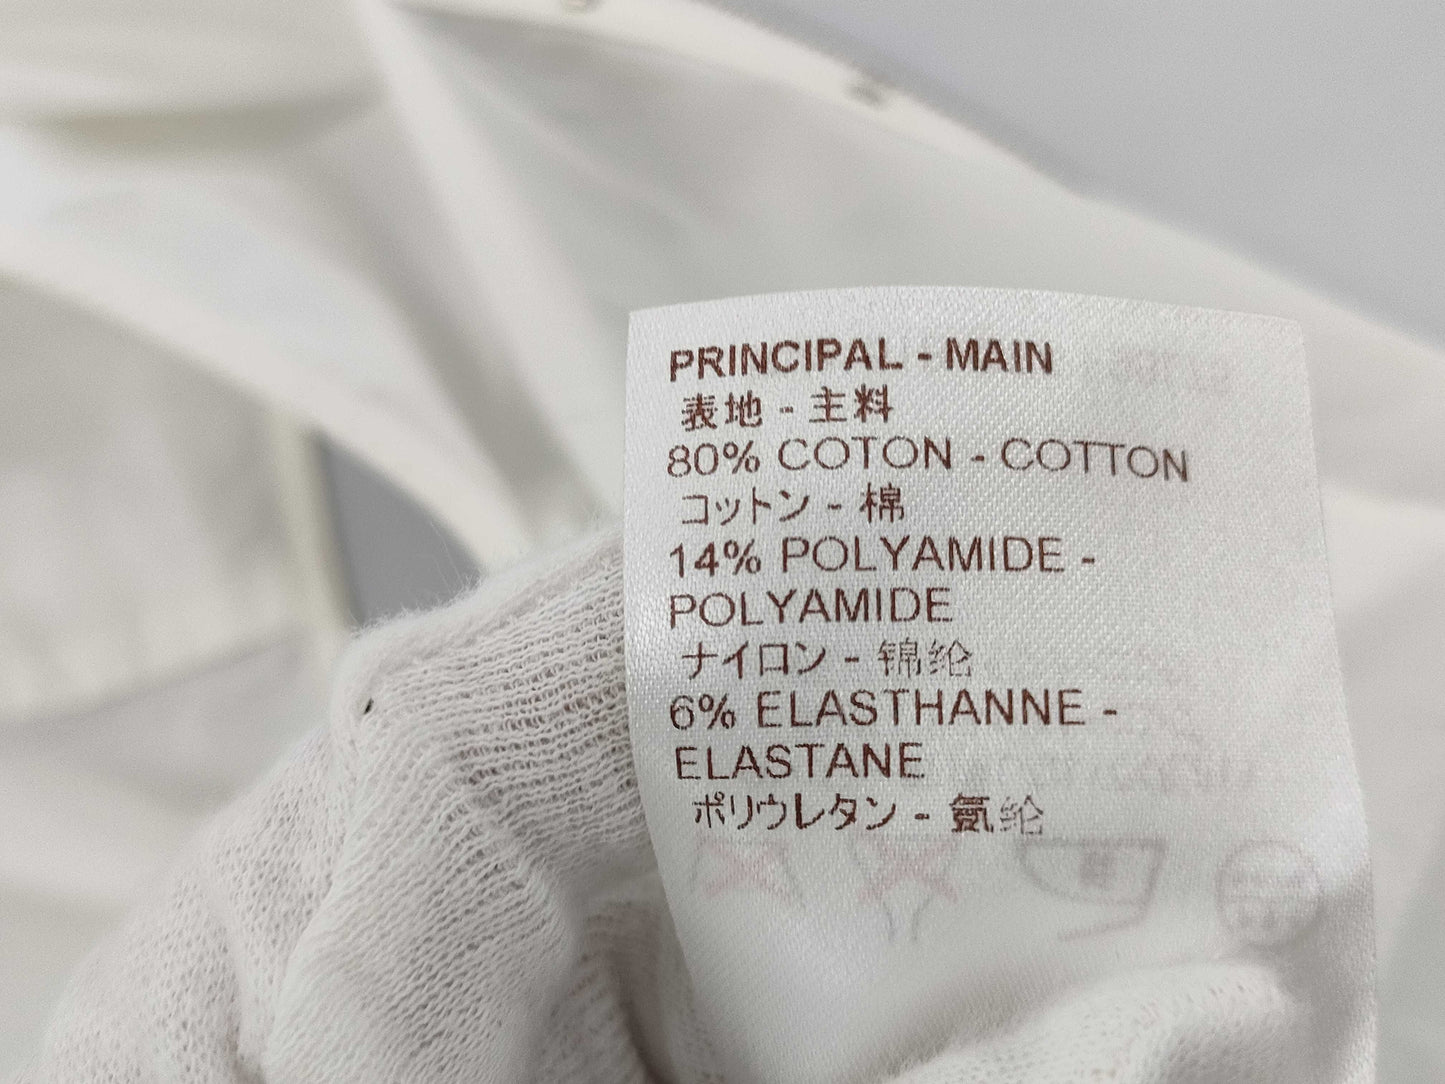 PRINCIPAL - MAIN
表地 - 主料
80% COTON - COTTON
コットン - 棉
14% POLYAMIDE -
POLYAMIDE
ナイロン - 锦纶
6% ELASTHANNE -
ELASTANE
ポリウレタン - 氨纶